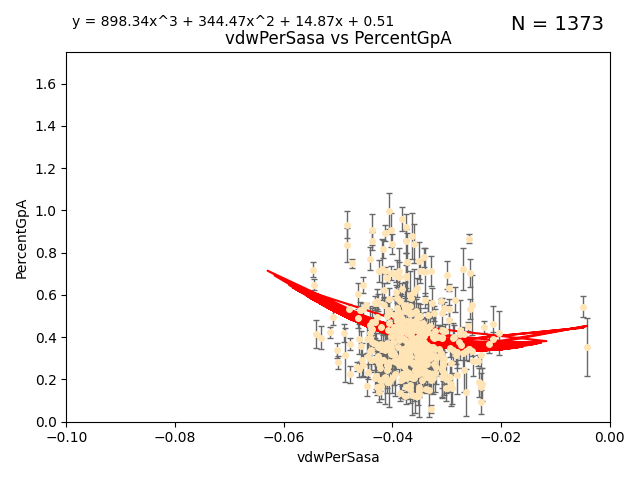 y = 898.34x^3 + 344.47x^2 + 14.87x + 0.51
N = 1373
vdwPerSasa vs PercentGpA
1.6
1.4
1.2
1.0
0.8
0.6
0.4
0.2
0.0
PercentGpA
−0.10 −0.08 −0.06 −0.04 −0.02 0.00
vdwPerSasa